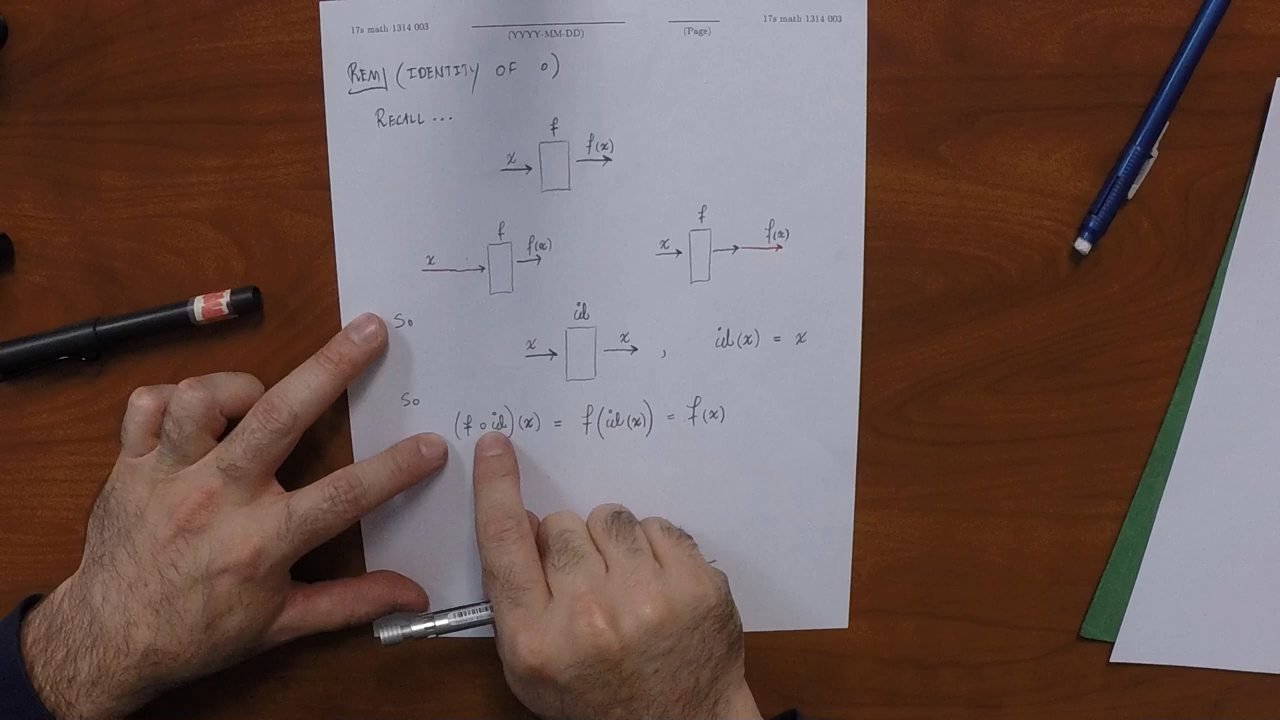 17s math 1314 003 (YYYY-MM-DD) (Page) 17s math 1314 003
REM (IDENTITY OF ∘)
RECALL ...
f
x f(x)
f f
x f(x) x f(x)
So id
x x , id(x) = x
So
(f∘id)(x) = f(id(x)) = f(x)